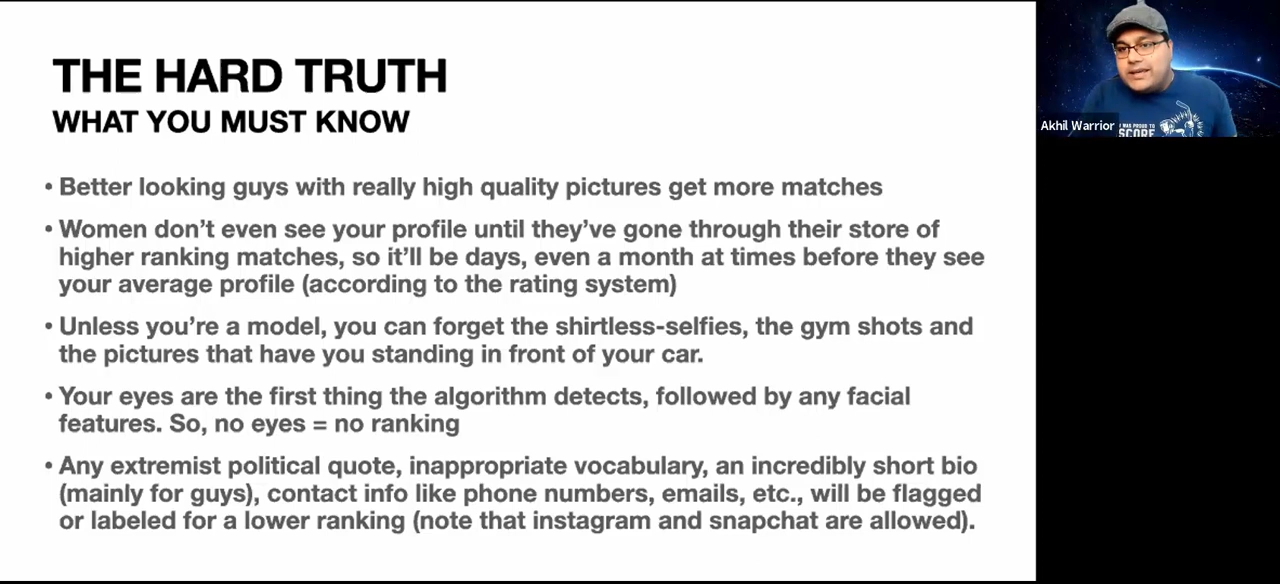 THE HARD TRUTH
WHAT YOU MUST KNOW
• Better looking guys with really high quality pictures get more matches
• Women don’t even see your profile until they’ve gone through their store of
higher ranking matches, so it’ll be days, even a month at times before they see
your average profile (according to the rating system)
• Unless you’re a model, you can forget the shirtless-selfies, the gym shots and
the pictures that have you standing in front of your car.
• Your eyes are the first thing the algorithm detects, followed by any facial
features. So, no eyes = no ranking
• Any extremist political quote, inappropriate vocabulary, an incredibly short bio
(mainly for guys), contact info like phone numbers, emails, etc., will be flagged
or labeled for a lower ranking (note that instagram and snapchat are allowed).
Akhil Warrior
I WAS PROUD TO
SCORE